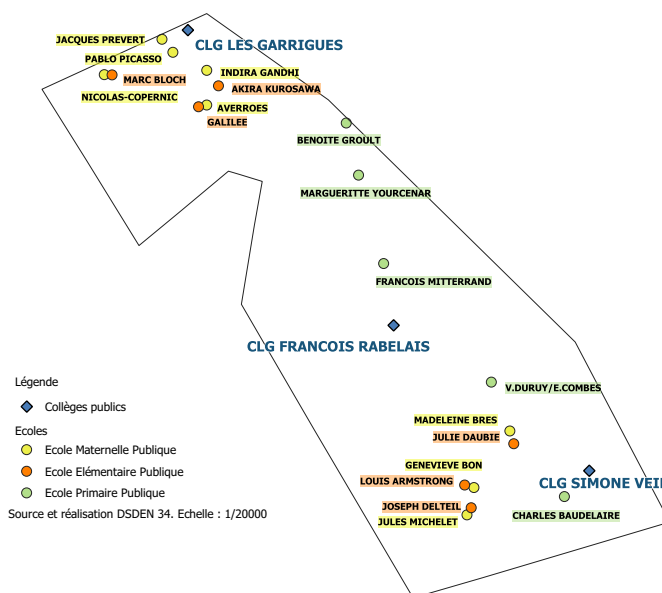 JACQUES PREVERT
CLG LES GARRIGUES
PABLO PICASSO
INDIRA GANDHI
MARC BLOCH
AKIRA KUROSAWA
NICOLAS-COPERNIC
AVERROES
GALILEE
BENOITE GROULT
MARGUERITTE YOURCENAR
FRANCOIS MITTERRAND
CLG FRANCOIS RABELAIS
V.DURUY/E.COMBES
MADELEINE BRES
JULIE DAUBIE
GENEVIEVE BON
LOUIS ARMSTRONG
CLG SIMONE VEIL
JOSEPH DELTEIL
CHARLES BAUDELAIRE
JULES MICHELET
Légende
Collèges publics
Ecoles
Ecole Maternelle Publique
Ecole Elémentaire Publique
Ecole Primaire Publique
Source et réalisation DSDEN 34. Echelle : 1/20000